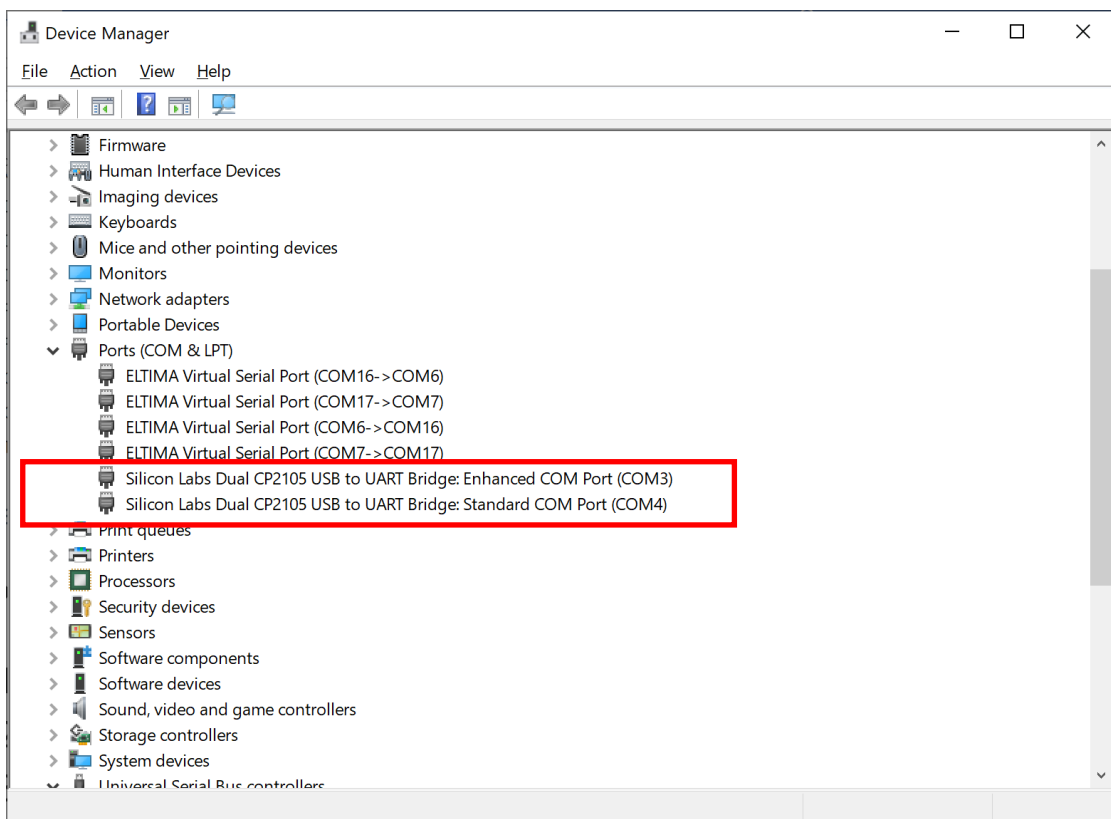 Device Manager
File Action View Help
Firmware
Human Interface Devices
Imaging devices
Keyboards
Mice and other pointing devices
Monitors
Network adapters
Portable Devices
Ports (COM & LPT)
ELTIMA Virtual Serial Port (COM16->COM6)
ELTIMA Virtual Serial Port (COM17->COM7)
ELTIMA Virtual Serial Port (COM6->COM16)
ELTIMA Virtual Serial Port (COM7->COM17)
Silicon Labs Dual CP2105 USB to UART Bridge: Enhanced COM Port (COM3)
Silicon Labs Dual CP2105 USB to UART Bridge: Standard COM Port (COM4)
Print queues
Printers
Processors
Security devices
Sensors
Software components
Software devices
Sound, video and game controllers
Storage controllers
System devices
Universal Serial Bus controllers